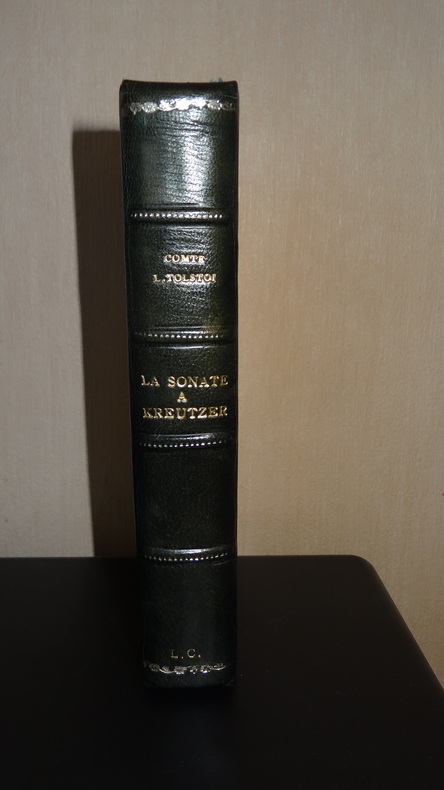 COMTE
L. TOLSTOI
LA SONATE
A
KREUTZER
L. C.